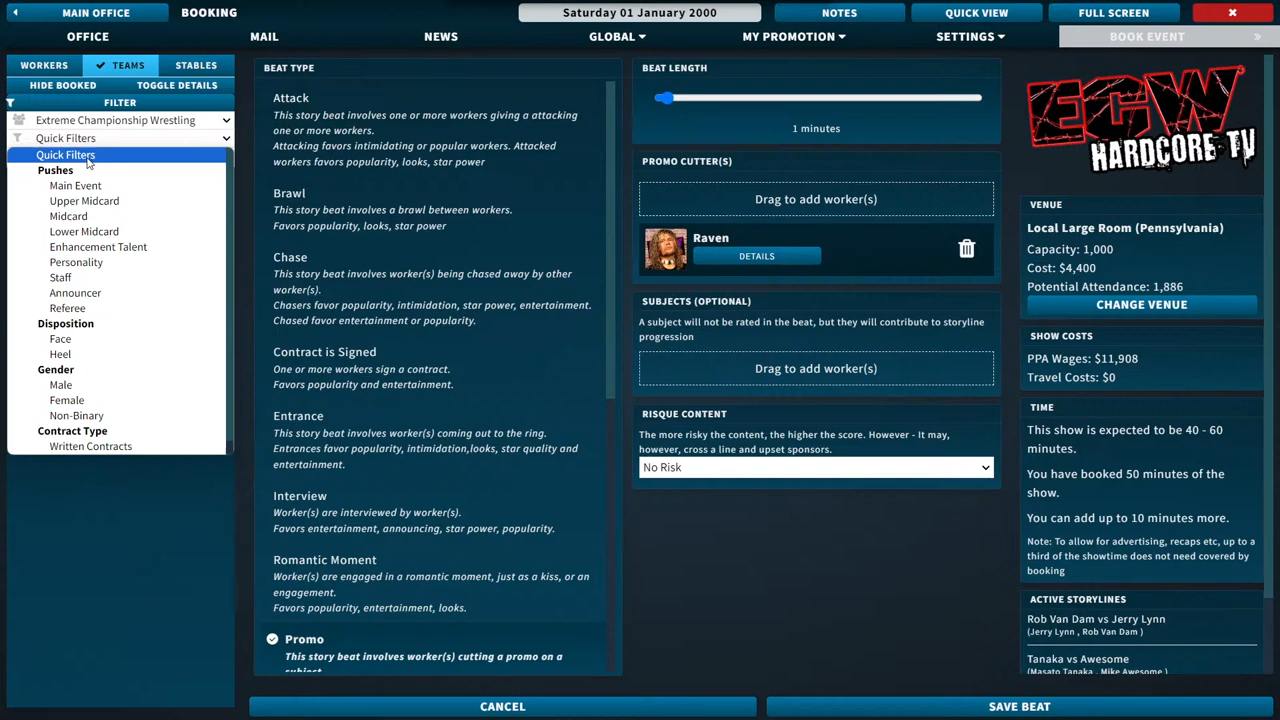 MAIN OFFICE
BOOKING
Saturday 01 January 2000
NOTES
QUICK VIEW
FULL SCREEN
OFFICE
MAIL
NEWS
GLOBAL
MY PROMOTION
SETTINGS
BOOK EVENT
WORKERS
TEAMS
STABLES
HIDE BOOKED
TOGGLE DETAILS
FILTER
Extreme Championship Wrestling
Quick Filters
Quick Filters
Pushes
Main Event
Upper Midcard
Midcard
Lower Midcard
Enhancement Talent
Personality
Staff
Announcer
Referee
Disposition
Face
Heel
Gender
Male
Female
Non-Binary
Contract Type
Written Contracts
BEAT TYPE
Attack
This story beat involves one or more workers giving a attacking
one or more workers.
Attacking favors intimidating or popular workers. Attacked
workers favors popularity, looks, star power
Brawl
This story beat involves a brawl between workers.
Favors popularity, looks, star power
Chase
This story beat involves worker(s) being chased away by other
worker(s).
Chasers favor popularity, intimidation, star power, entertainment.
Chased favor entertainment or popularity.
Contract is Signed
One or more workers sign a contract.
Favors popularity and entertainment.
Entrance
This story beat involves worker(s) coming out to the ring.
Entrances favor popularity, intimidation,looks, star quality and
entertainment.
Interview
Worker(s) are interviewed by worker(s).
Favors entertainment, announcing, star power, popularity.
Romantic Moment
Worker(s) are engaged in a romantic moment, just as a kiss, or an
engagement.
Favors popularity, entertainment, looks.
Promo
This story beat involves worker(s) cutting a promo on a
subject.
BEAT LENGTH
1 minutes
PROMO CUTTER(S)
Drag to add worker(s)
Raven
DETAILS
SUBJECTS (OPTIONAL)
A subject will not be rated in the beat, but they will contribute to storyline
progression
Drag to add worker(s)
RISQUE CONTENT
The more risky the content, the higher the score. However - It may,
however, cross a line and upset sponsors.
No Risk
ECW
HARDCORE TV
VENUE
Local Large Room (Pennsylvania)
Capacity: 1,000
Cost: $4,400
Potential Attendance: 1,886
CHANGE VENUE
SHOW COSTS
PPA Wages: $11,908
Travel Costs: $0
TIME
This show is expected to be 40 - 60
minutes.
You have booked 50 minutes of the
show.
You can add up to 10 minutes more.
Note: To allow for advertising, recaps etc, up to a
third of the showtime does not need covered by
booking
ACTIVE STORYLINES
Rob Van Dam vs Jerry Lynn
(Jerry Lynn , Rob Van Dam )
Tanaka vs Awesome
(Masato Tanaka , Mike Awesome )
CANCEL
SAVE BEAT